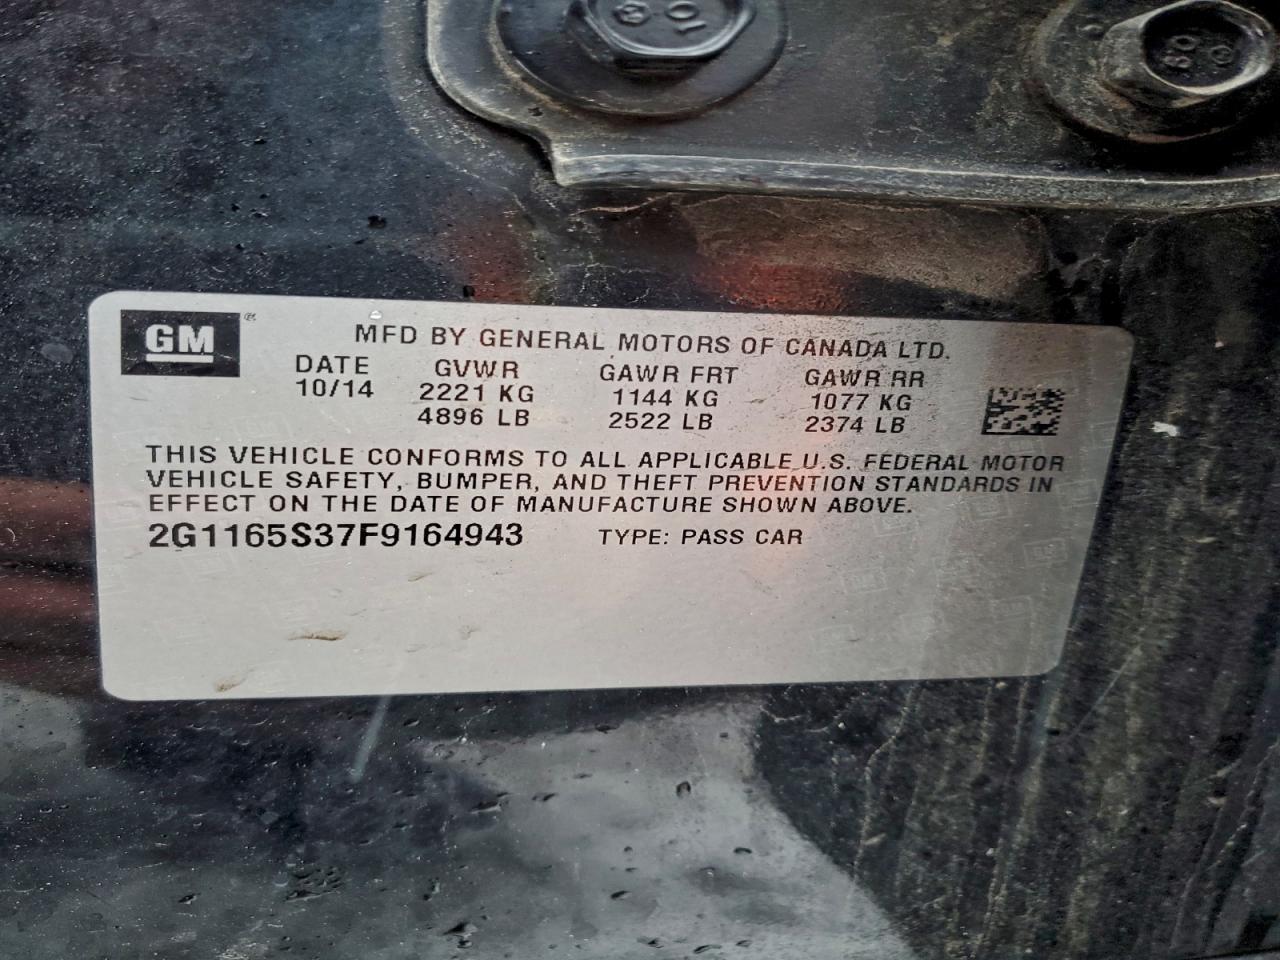 GM
MFD BY GENERAL MOTORS OF CANADA LTD.
DATE GVWR GAWR FRT GAWR RR
10/14 2221 KG 1144 KG 1077 KG
4896 LB 2522 LB 2374 LB
THIS VEHICLE CONFORMS TO ALL APPLICABLE U.S. FEDERAL MOTOR
VEHICLE SAFETY, BUMPER, AND THEFT PREVENTION STANDARDS IN
EFFECT ON THE DATE OF MANUFACTURE SHOWN ABOVE.
2G1165S37F9164943 TYPE: PASS CAR